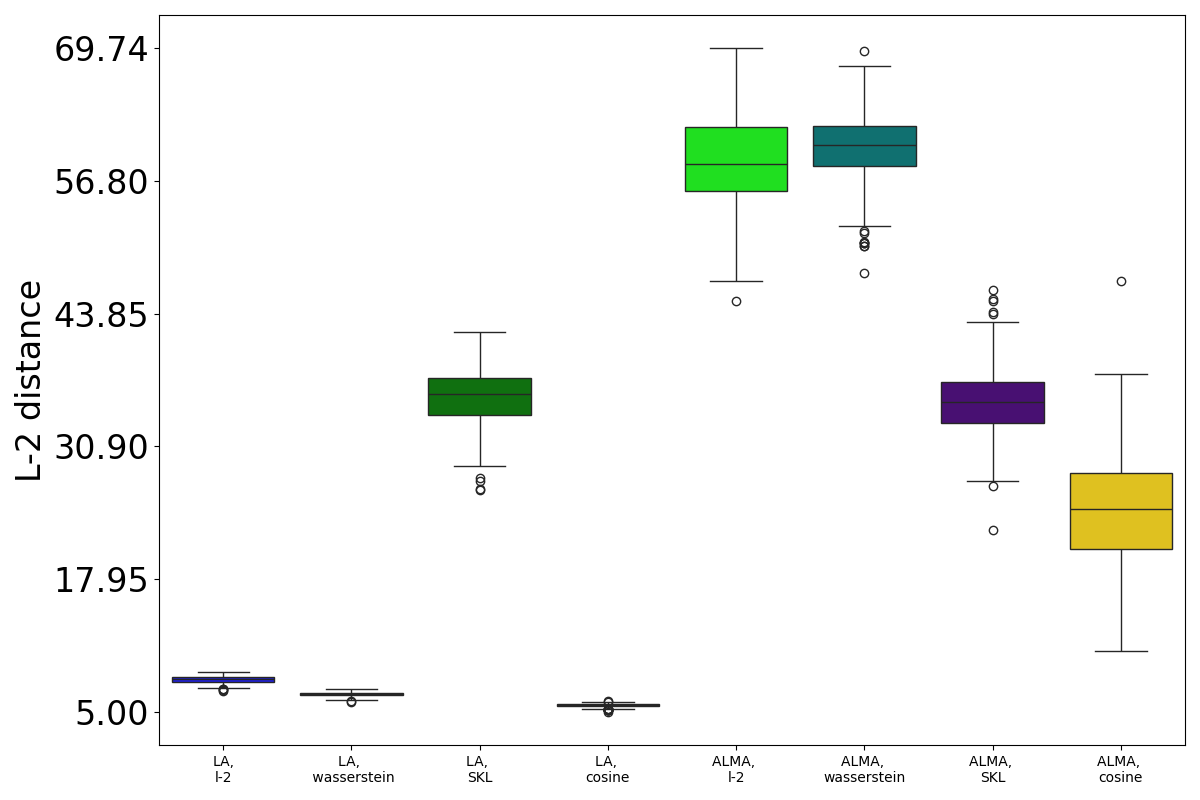 69.74
56.80
43.85
30.90
17.95
5.00
L-2 distance
LA,
l-2
LA,
wasserstein
LA,
SKL
LA,
cosine
ALMA,
l-2
ALMA,
wasserstein
ALMA,
SKL
ALMA,
cosine